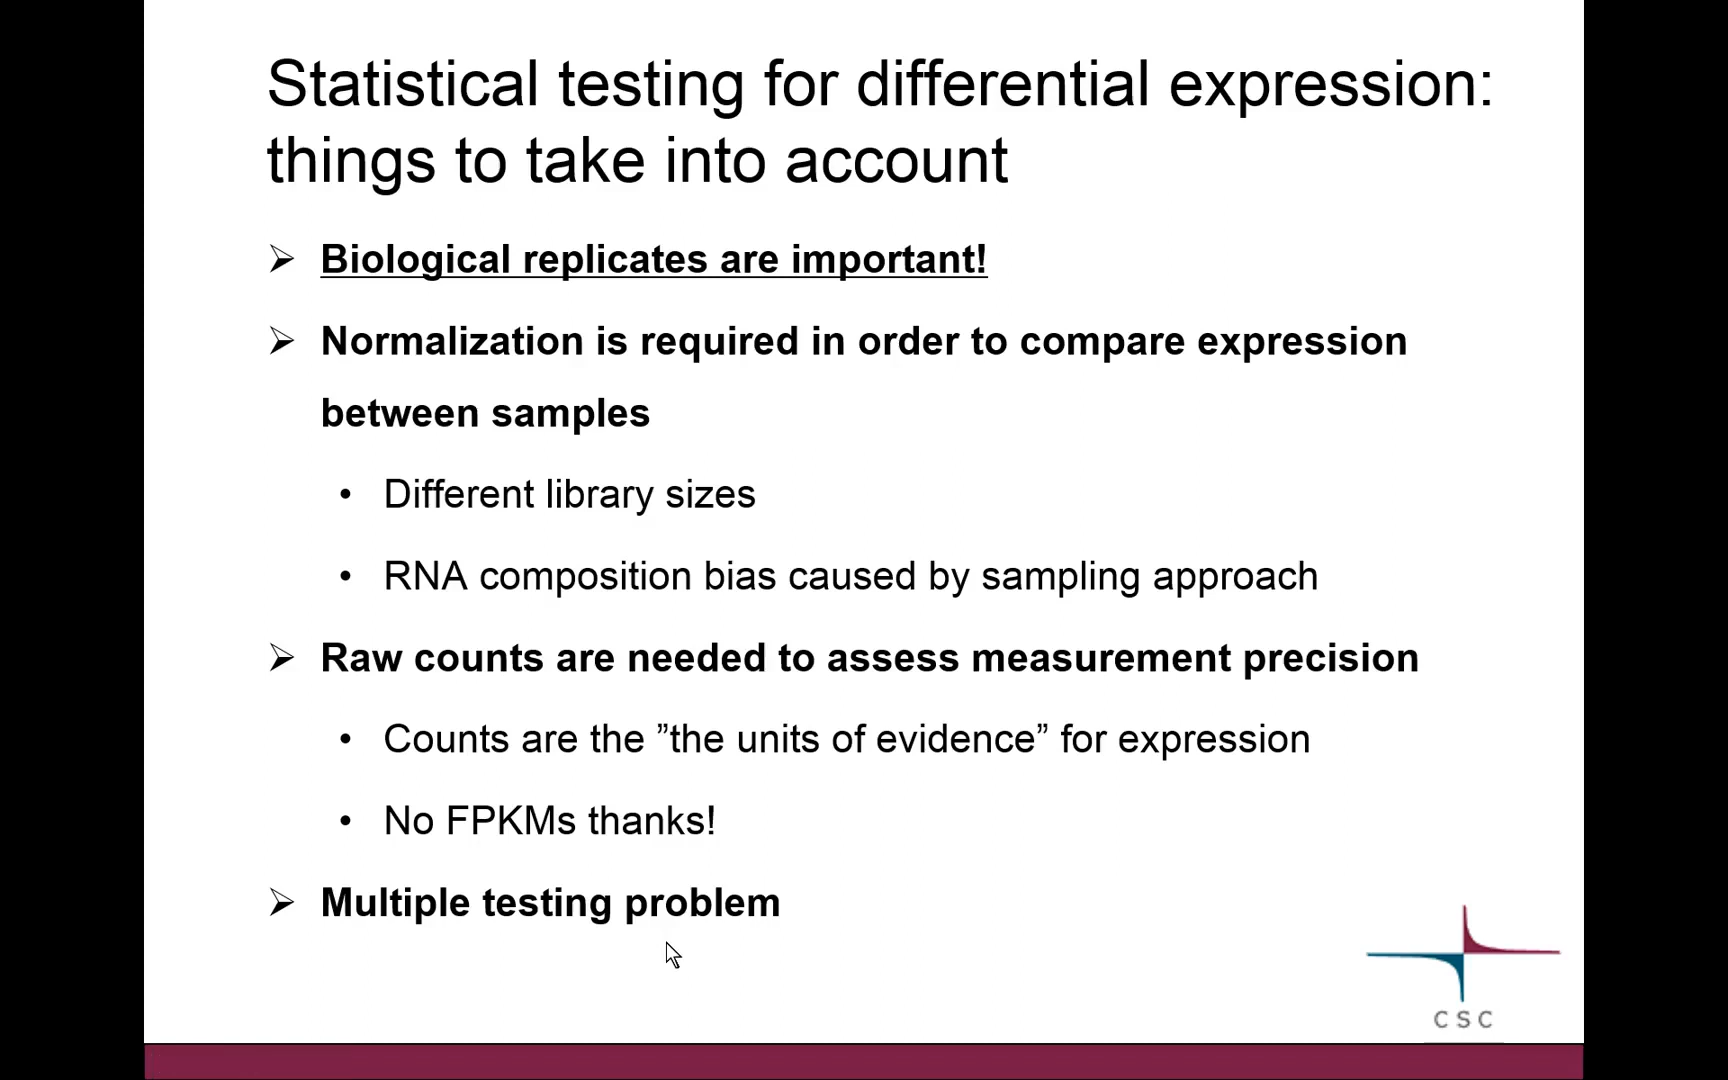 Statistical testing for differential expression:
things to take into account
➢ Biological replicates are important!
➢ Normalization is required in order to compare expression
between samples
• Different library sizes
• RNA composition bias caused by sampling approach
➢ Raw counts are needed to assess measurement precision
• Counts are the ”the units of evidence” for expression
• No FPKMs thanks!
➢ Multiple testing problem
CSC